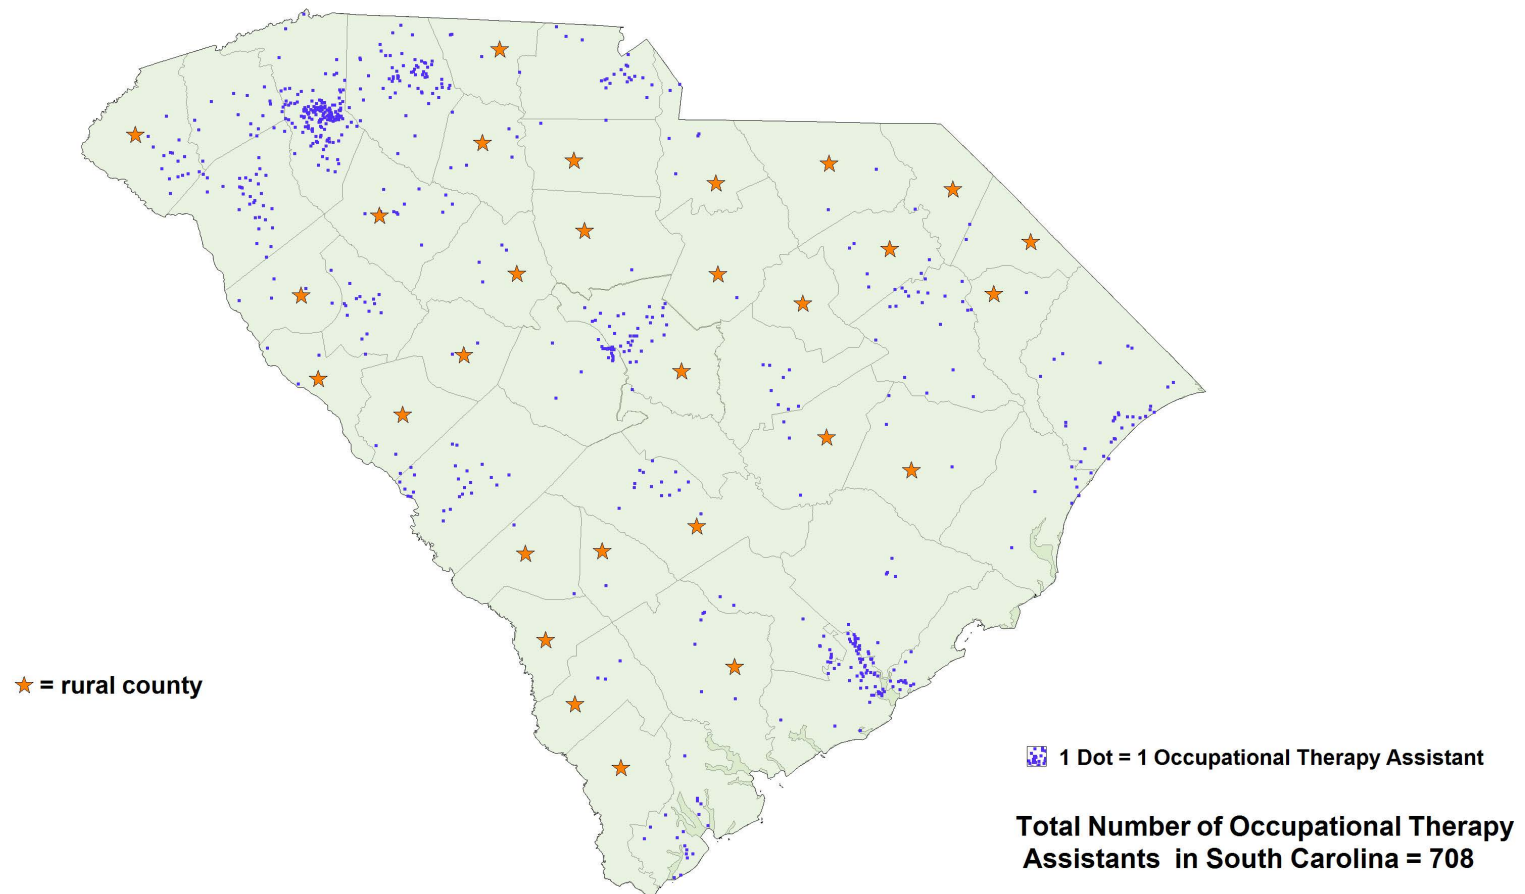 = rural county
1 Dot = 1 Occupational Therapy Assistant
Total Number of Occupational Therapy
Assistants in South Carolina = 708